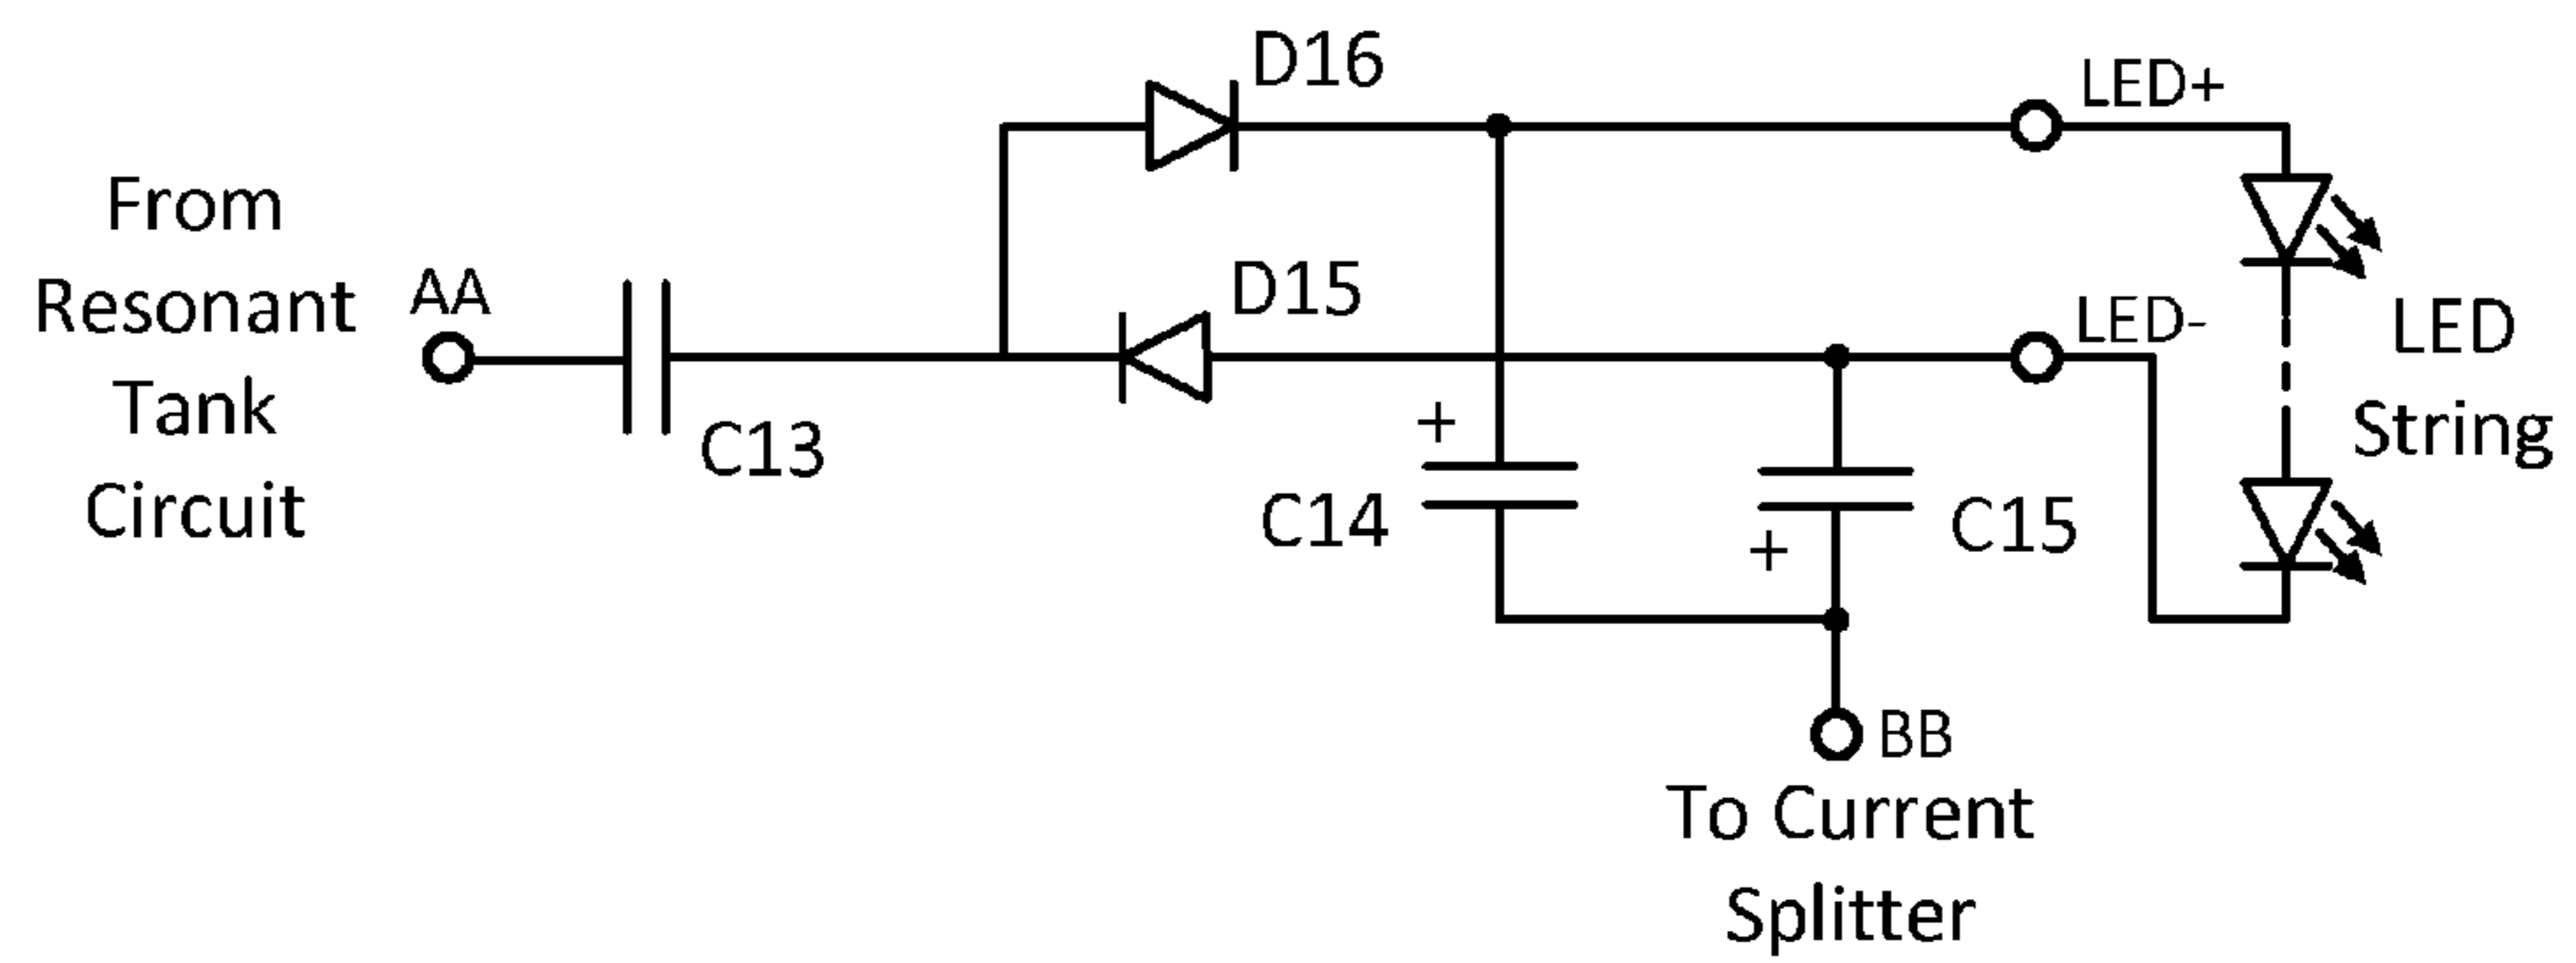 D16
LED+
From
Resonant
Tank
Circuit
AA
C13
D15
LED-
LED
String
+
C14
+
C15
BB
To Current
Splitter